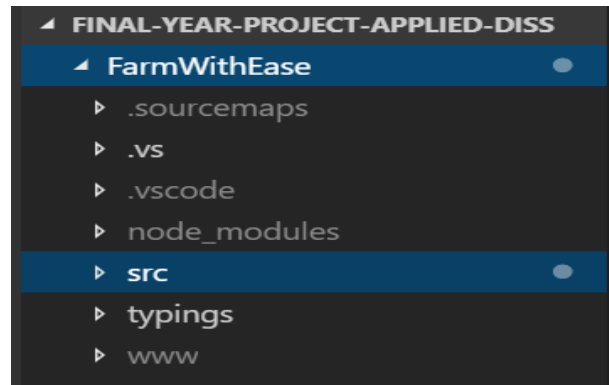 FINAL-YEAR-PROJECT-APPLIED-DISS
FarmWithEase
.sourcemaps
.vs
.vscode
node_modules
src
typings
www